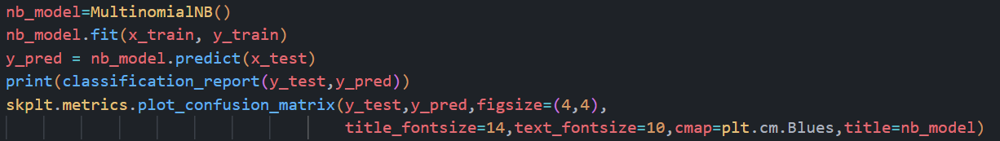 nb_model=MultinomialNB()
nb_model.fit(x_train, y_train)
y_pred = nb_model.predict(x_test)
print(classification_report(y_test,y_pred))
skplt.metrics.plot_confusion_matrix(y_test,y_pred,figsize=(4,4),
title_fontsize=14,text_fontsize=10,cmap=plt.cm.Blues,title=nb_model)